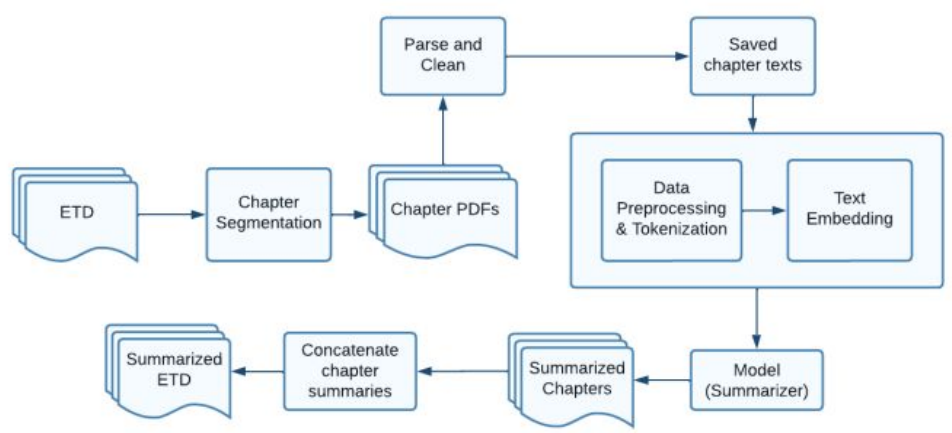 Parse and
Clean
Saved
chapter texts
ETD
Chapter
Segmentation
Chapter PDFs
Data
Preprocessing
& Tokenization
Text
Embedding
Summarized
ETD
Concatenate
chapter
summaries
Summarized
Chapters
Model
(Summarizer)